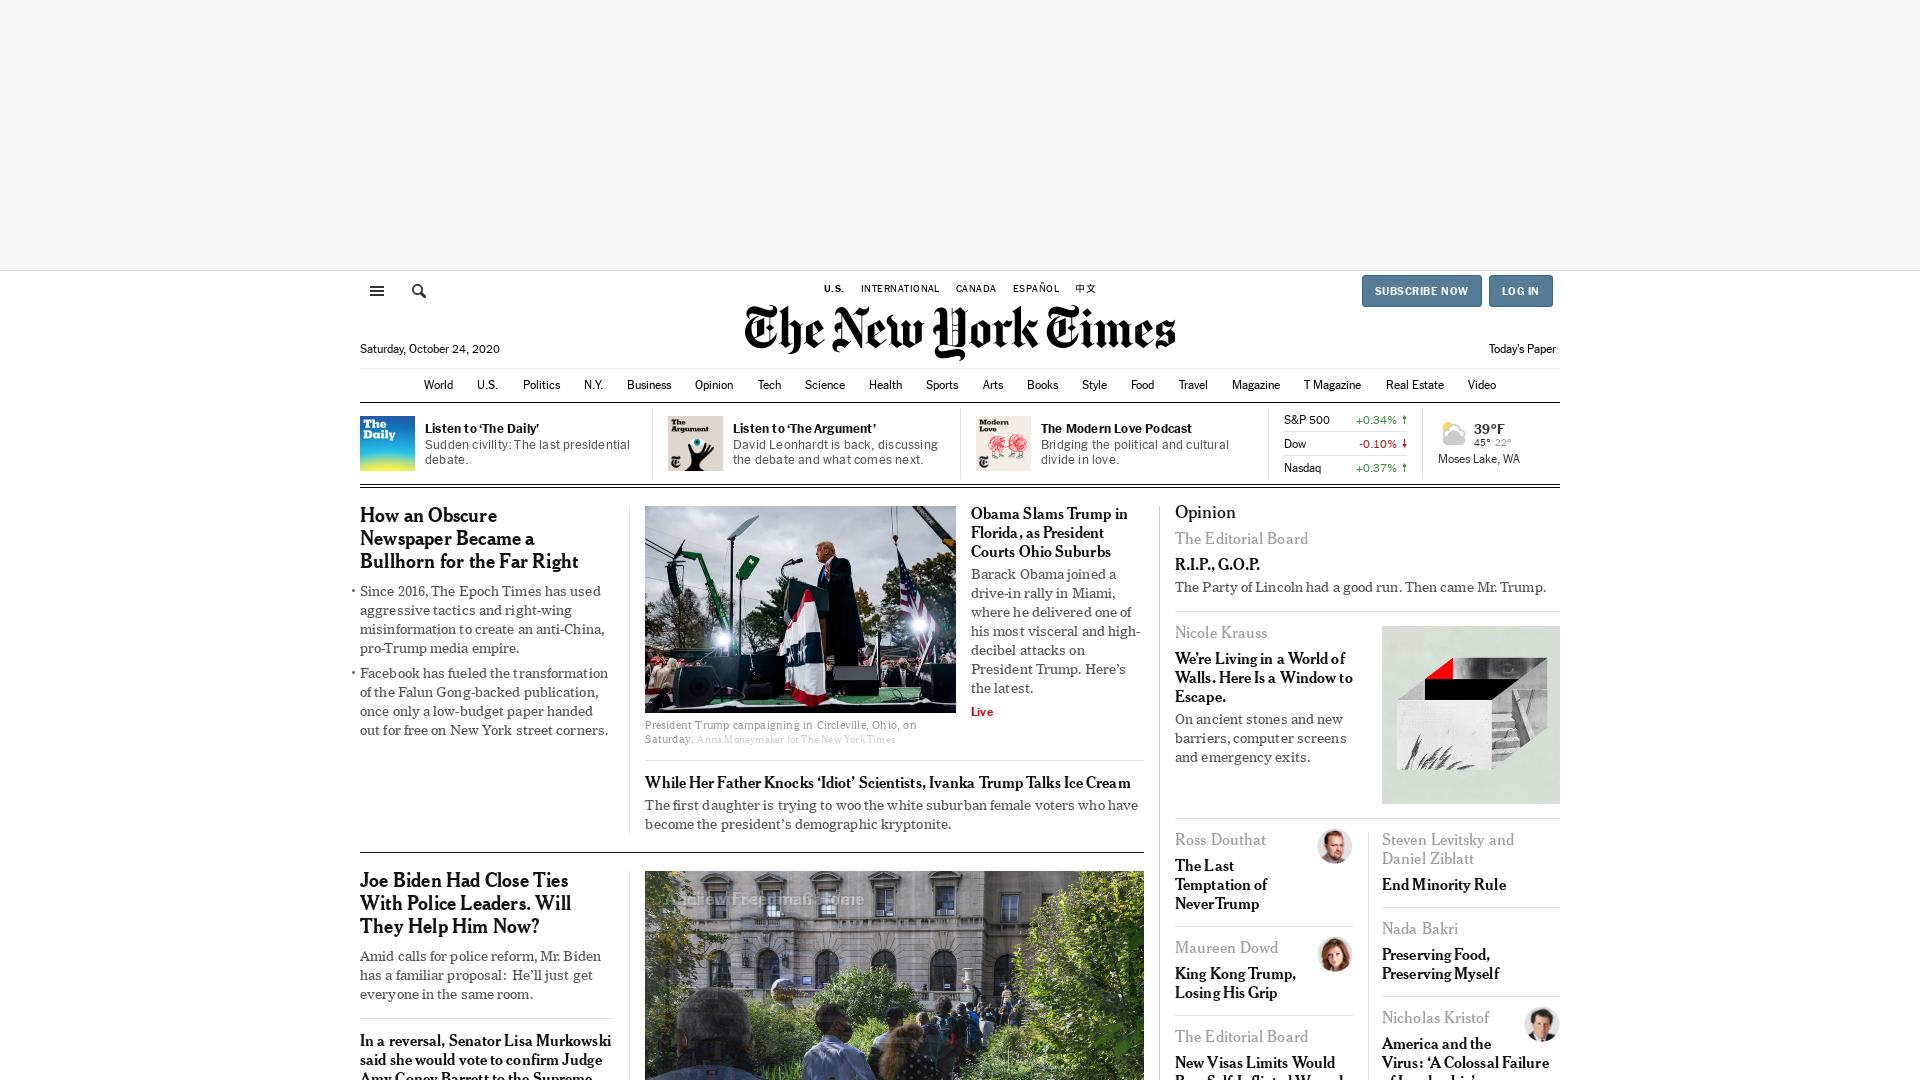 U.S. INTERNATIONAL CANADA ESPAÑOL 中文
SUBSCRIBE NOW LOG IN
The New York Times
Saturday, October 24, 2020
Today's Paper
World U.S. Politics N.Y. Business Opinion Tech Science Health Sports Arts Books Style Food Travel Magazine T Magazine Real Estate Video
The Daily
Listen to ‘The Daily’
Sudden civility: The last presidential
debate.
The Argument
Listen to ‘The Argument’
David Leonhardt is back, discussing
the debate and what comes next.
Modern Love
The Modern Love Podcast
Bridging the political and cultural
divide in love.
S&P 500 +0.34%
Dow -0.10%
Nasdaq +0.37%
39°F
45° 22°
Moses Lake, WA
How an Obscure
Newspaper Became a
Bullhorn for the Far Right
Since 2016, The Epoch Times has used
aggressive tactics and right-wing
misinformation to create an anti-China,
pro-Trump media empire.
Facebook has fueled the transformation
of the Falun Gong-backed publication,
once only a low-budget paper handed
out for free on New York street corners.
President Trump campaigning in Circleville, Ohio, on
Saturday. Anna Moneymaker for The New York Times
Obama Slams Trump in
Florida, as President
Courts Ohio Suburbs
Barack Obama joined a
drive-in rally in Miami,
where he delivered one of
his most visceral and high-
decibel attacks on
President Trump. Here’s
the latest.
Live
While Her Father Knocks ‘Idiot’ Scientists, Ivanka Trump Talks Ice Cream
The first daughter is trying to woo the white suburban female voters who have
become the president’s demographic kryptonite.
Joe Biden Had Close Ties
With Police Leaders. Will
They Help Him Now?
Amid calls for police reform, Mr. Biden
has a familiar proposal: He’ll just get
everyone in the same room.
In a reversal, Senator Lisa Murkowski
said she would vote to confirm Judge
Amy Coney Barrett to the Supreme
Opinion
The Editorial Board
R.I.P., G.O.P.
The Party of Lincoln had a good run. Then came Mr. Trump.
Nicole Krauss
We’re Living in a World of
Walls. Here Is a Window to
Escape.
On ancient stones and new
barriers, computer screens
and emergency exits.
Ross Douthat
The Last
Temptation of
NeverTrump
Maureen Dowd
King Kong Trump,
Losing His Grip
The Editorial Board
New Visas Limits Would
Steven Levitsky and
Daniel Ziblatt
End Minority Rule
Nada Bakri
Preserving Food,
Preserving Myself
Nicholas Kristof
America and the
Virus: ‘A Colossal Failure